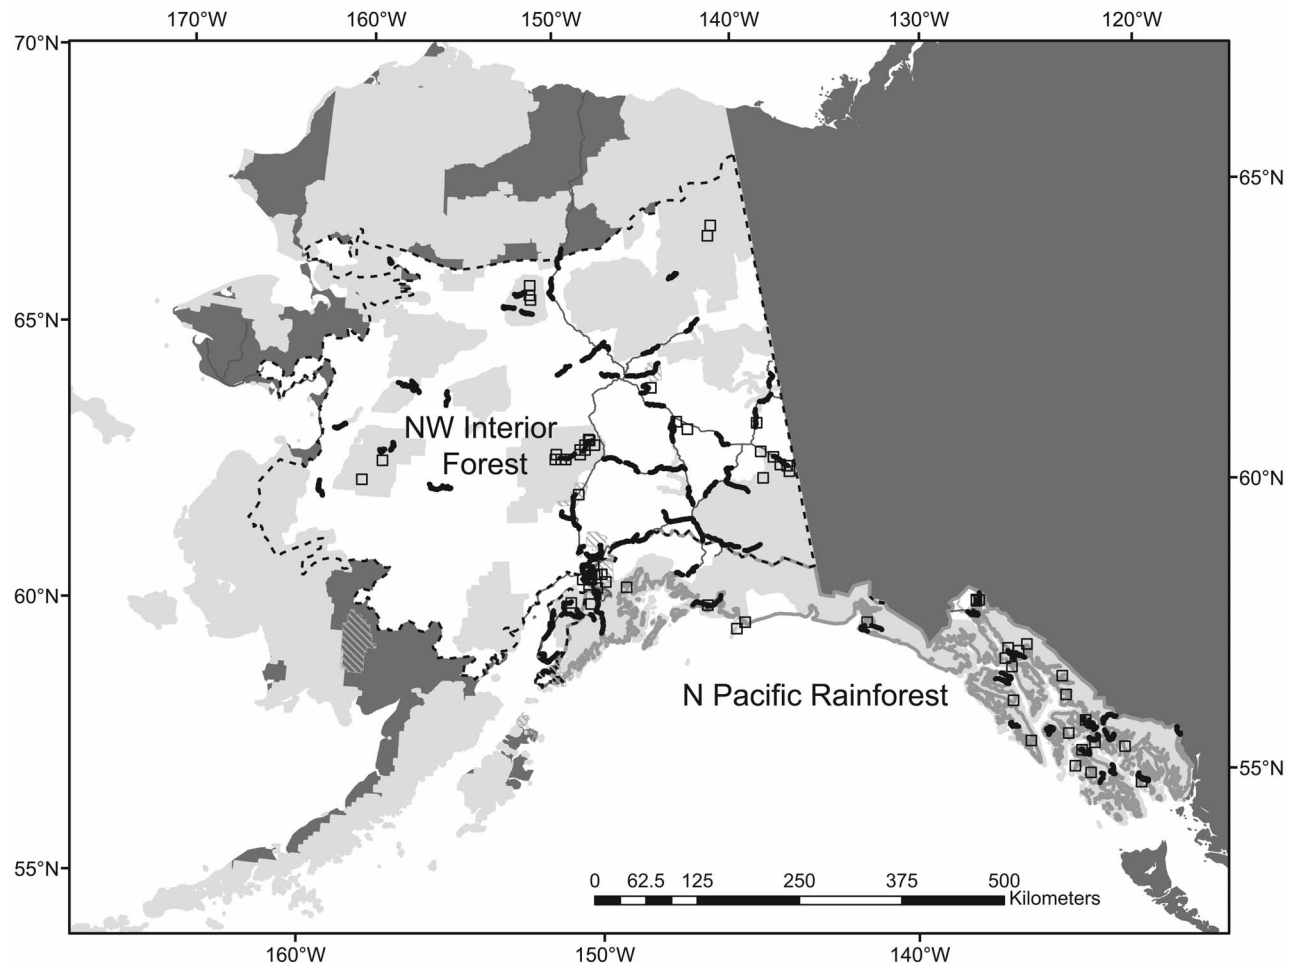 170°W 160°W 150°W 140°W 130°W 120°W
70°N
65°N
65°N
NW Interior
Forest
60°N
60°N
N Pacific Rainforest
55°N
55°N
0 62.5 125 250 375 500
Kilometers
160°W 150°W 140°W